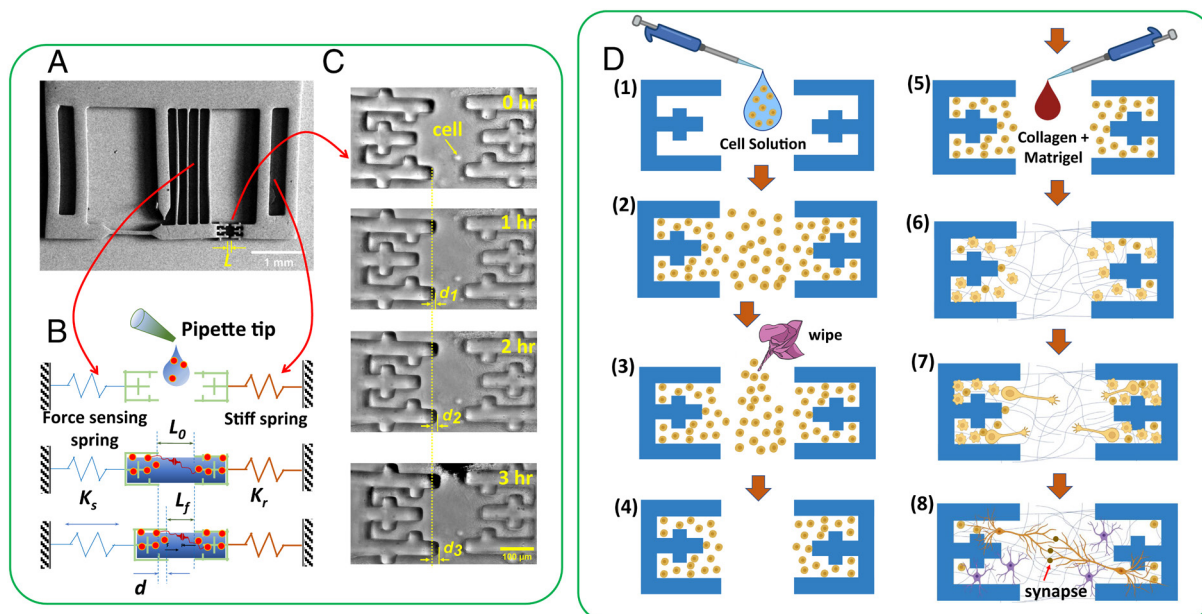 A
1 mm
L
B
Pipette tip
Force sensing
spring
Stiff spring
L0
Ks
Kr
Lf
d
C
0 hr
cell
1 hr
d1
2 hr
d2
3 hr
d3
100 µm
D
(1)
Cell Solution
(2)
(3)
wipe
(4)
(5)
Collagen +
Matrigel
(6)
(7)
(8)
synapse